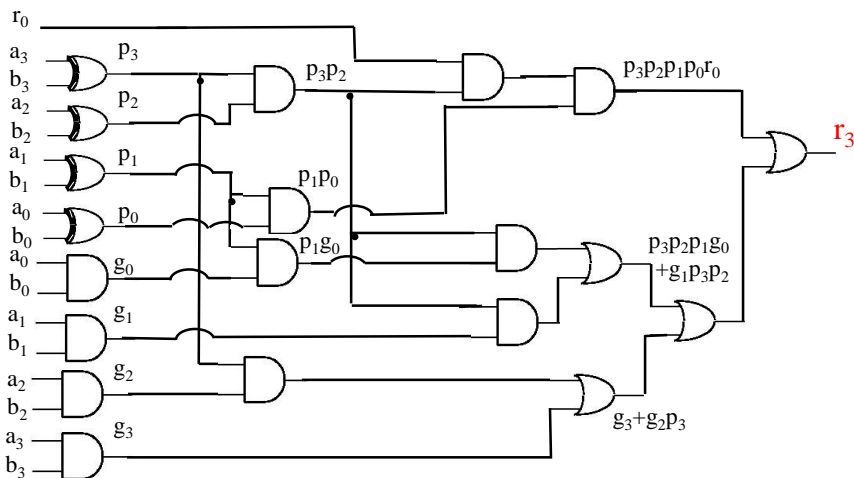 r₀
a₃
b₃
p₃
a₂
b₂
p₂
a₁
b₁
p₁
a₀
b₀
p₀
a₀
b₀
g₀
a₁
b₁
g₁
a₂
b₂
g₂
a₃
b₃
g₃
p₃p₂
p₁p₀
p₁g₀
p₃p₂p₁p₀r₀
p₃p₂p₁g₀
+g₁p₃p₂
g₃+g₂p₃
r₃